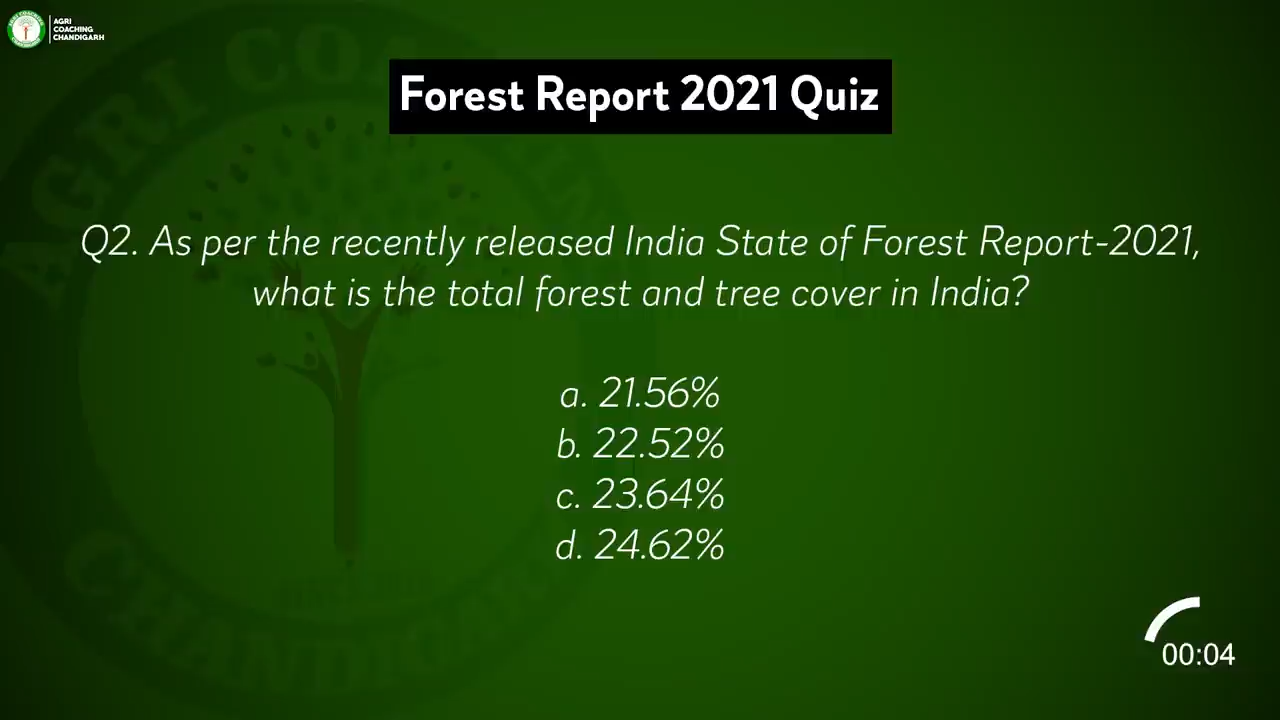 AGRI
COACHING
CHANDIGARH
Forest Report 2021 Quiz
Q2. As per the recently released India State of Forest Report-2021,
what is the total forest and tree cover in India?
a. 21.56%
b. 22.52%
c. 23.64%
d. 24.62%
00:04